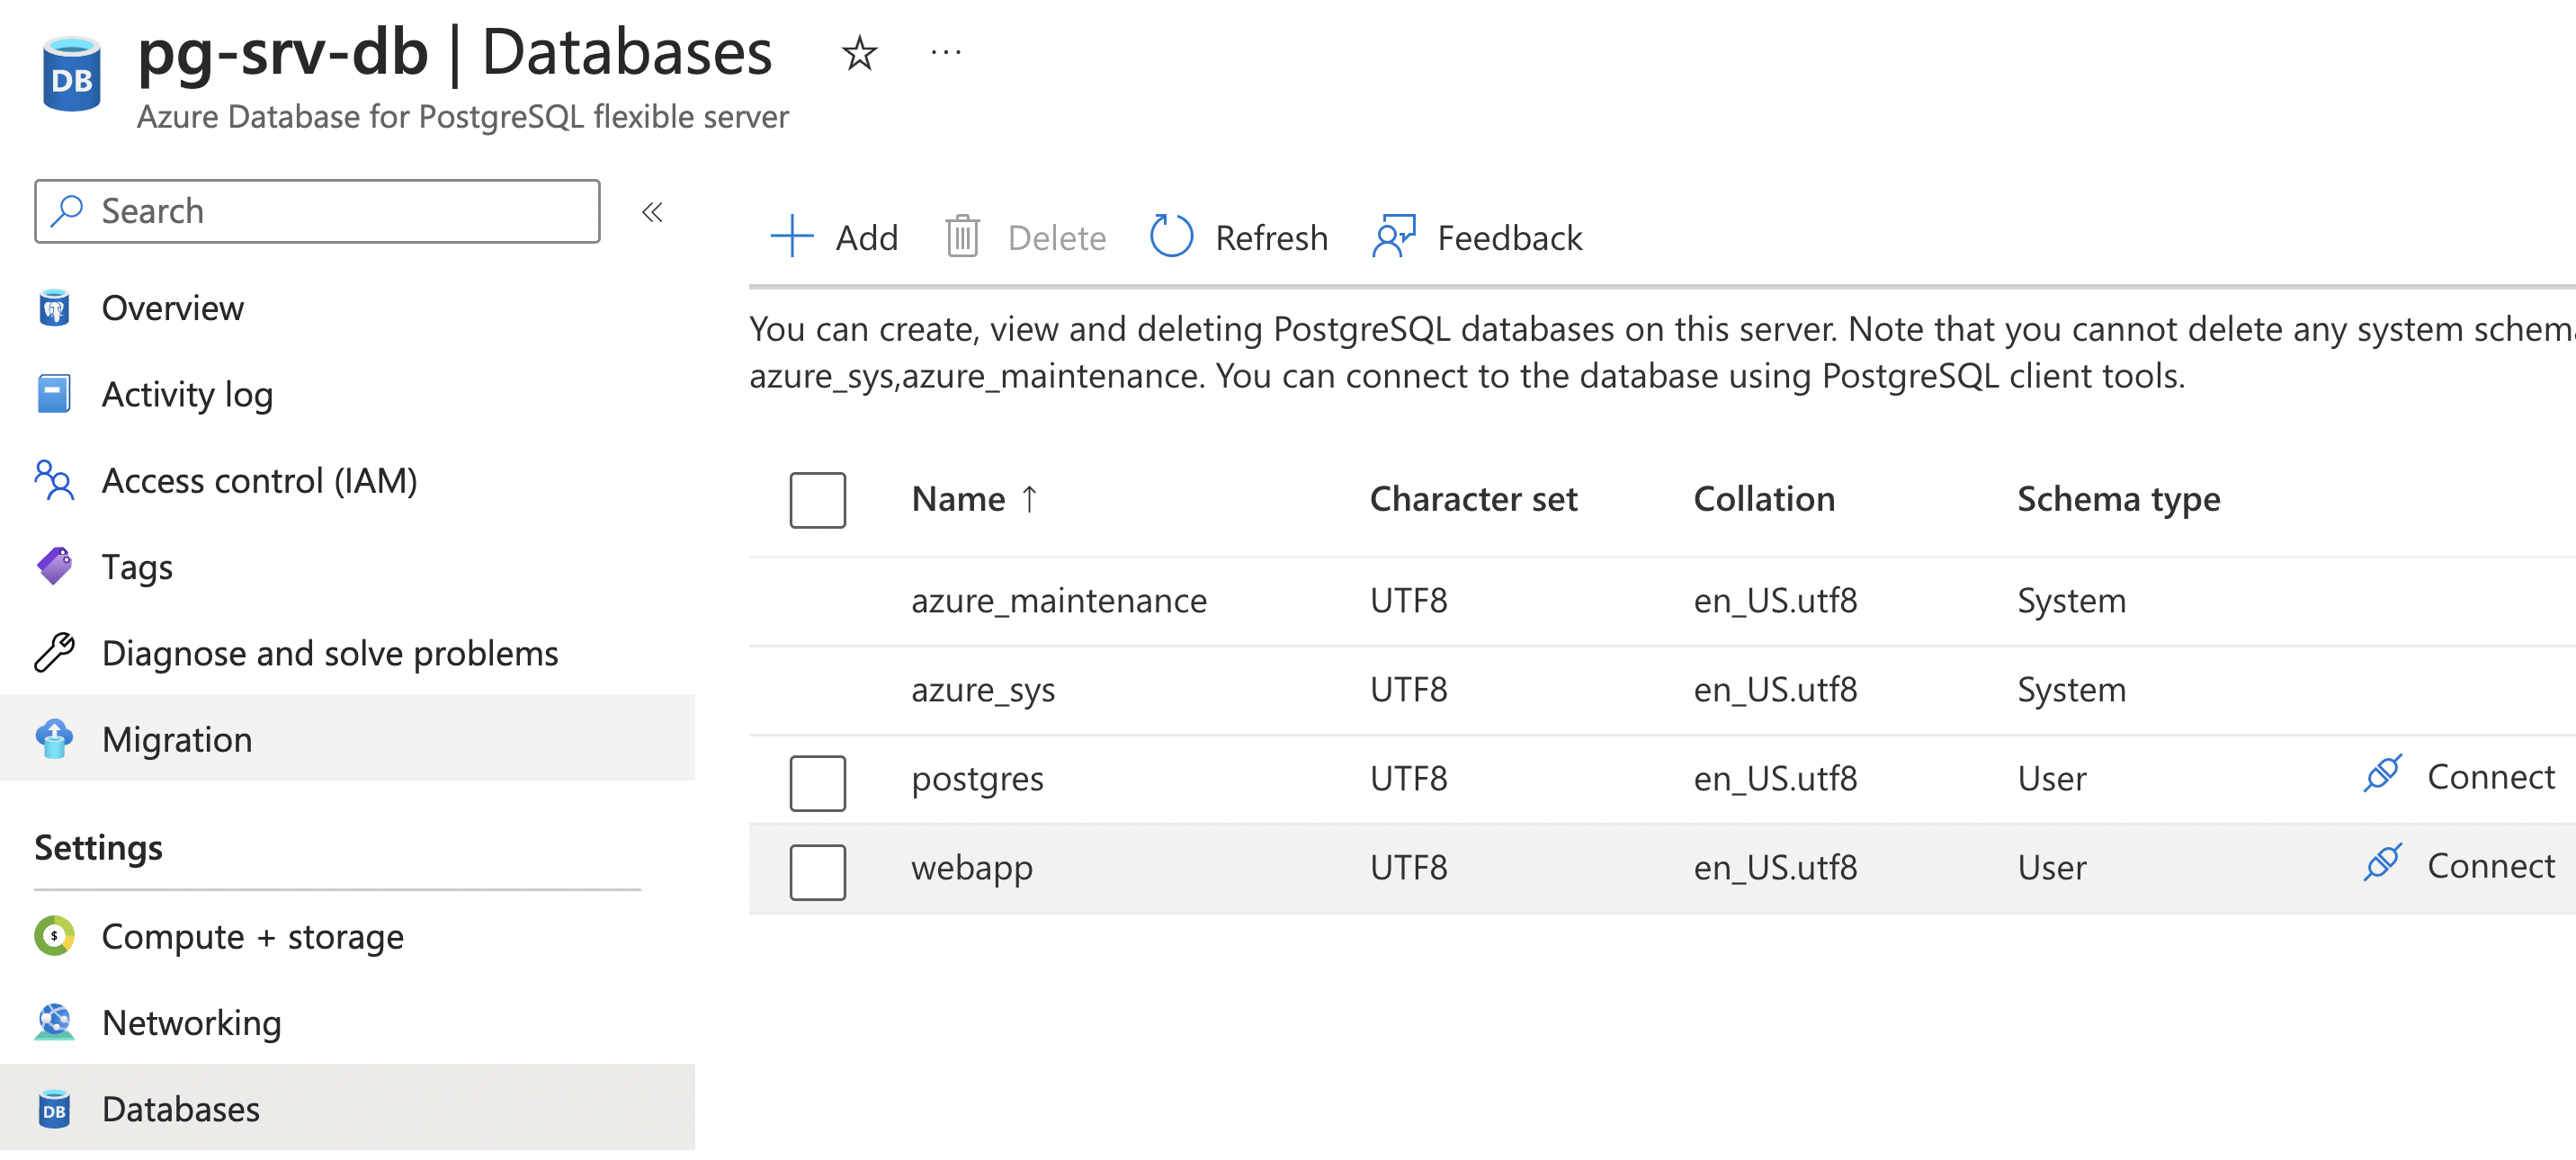 pg-srv-db | Databases
Azure Database for PostgreSQL flexible server
Search
Overview
Activity log
Access control (IAM)
Tags
Diagnose and solve problems
Migration
Settings
Compute + storage
Networking
Databases
Add Delete Refresh Feedback
You can create, view and deleting PostgreSQL databases on this server. Note that you cannot delete any system
azure_sys,azure_maintenance. You can connect to the database using PostgreSQL client tools.
Name ↑ Character set Collation Schema type
azure_maintenance UTF8 en_US.utf8 System
azure_sys UTF8 en_US.utf8 System
postgres UTF8 en_US.utf8 User Connect
webapp UTF8 en_US.utf8 User Connect